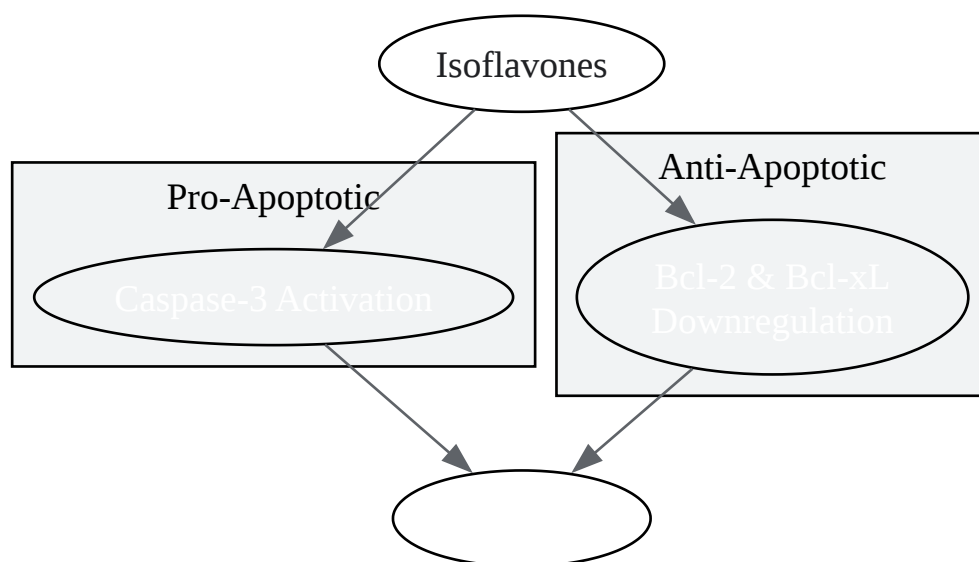 Isoflavones
Pro-Apoptotic
Anti-Apoptotic
Caspase-3 Activation
Bcl-2 & Bcl-xL
Downregulation